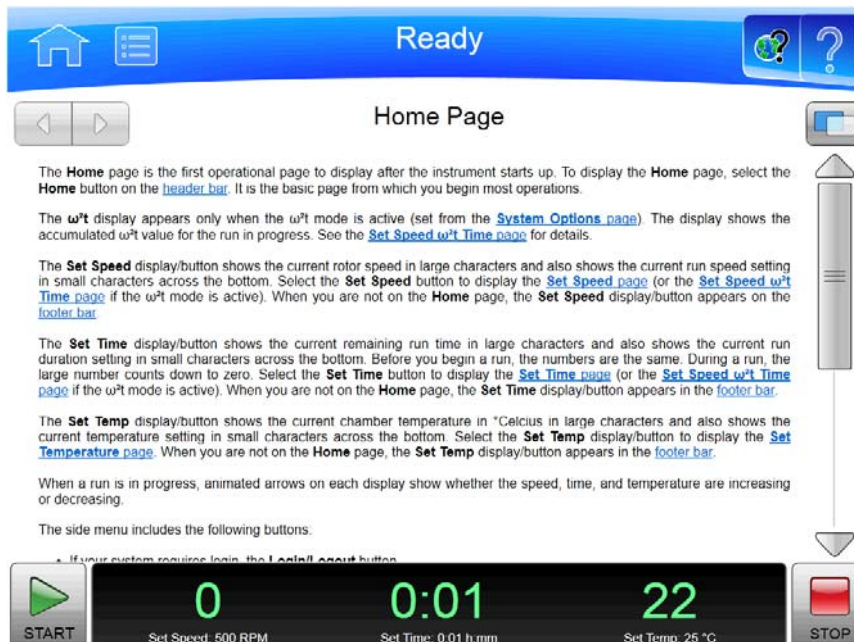 Ready
?
?
Home Page
The Home page is the first operational page to display after the instrument starts up. To display the Home page, select the
Home button on the header bar. It is the basic page from which you begin most operations.
The ω²t display appears only when the ω²t mode is active (set from the System Options page). The display shows the
accumulated ω²t value for the run in progress. See the Set Speed ω²t Time page for details.
The Set Speed display/button shows the current rotor speed in large characters and also shows the current run speed setting
in small characters across the bottom. Select the Set Speed button to display the Set Speed page (or the Set Speed ω²t
Time page if the ω²t mode is active). When you are not on the Home page, the Set Speed display/button appears on the
footer bar.
The Set Time display/button shows the current remaining run time in large characters and also shows the current run
duration setting in small characters across the bottom. Before you begin a run, the numbers are the same. During a run, the
large number counts down to zero. Select the Set Time button to display the Set Time page (or the Set Speed ω²t Time
page if the ω²t mode is active). When you are not on the Home page, the Set Time display/button appears in the footer bar.
The Set Temp display/button shows the current chamber temperature in °Celcius in large characters and also shows the
current temperature setting in small characters across the bottom. Select the Set Temp display/button to display the Set
Temperature page. When you are not on the Home page, the Set Temp display/button appears in the footer bar.
When a run is in progress, animated arrows on each display show whether the speed, time, and temperature are increasing
or decreasing.
The side menu includes the following buttons:
• If your system requires login, the Login/Logout button
START
0
Set Speed: 500 RPM
0:01
Set Time: 0:01 h:mm
22
Set Temp: 25 °C
STOP